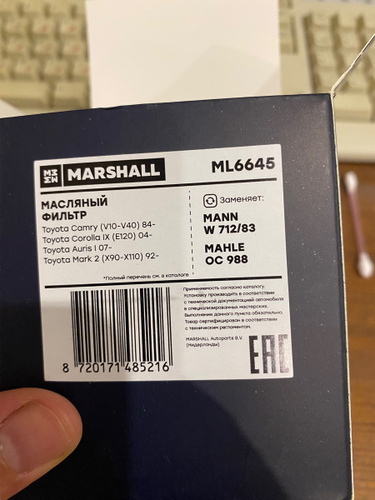 MARSHALL
ML6645
МАСЛЯНЫЙ
ФИЛЬТР
Toyota Camry (V10-V40) 84-
Toyota Corolla IX (E120) 04-
Toyota Auris I 07-
Toyota Mark 2 (X90-X110) 92-
*Полный перечень см. в каталоге
Заменяет:
MANN
W 712/83
MAHLE
OC 988
Применяемость согласно каталогу.
Установку производить в соответствии
с технической документацией автомобиля
в специализированных мастерских.
Выполнение данного пункта обязательно.
Товар сертифицирован в соответствии
с техническим регламентом.
MARSHALL Autoparts B.V.
(Нидерланды)
8 720171 485216
EAC